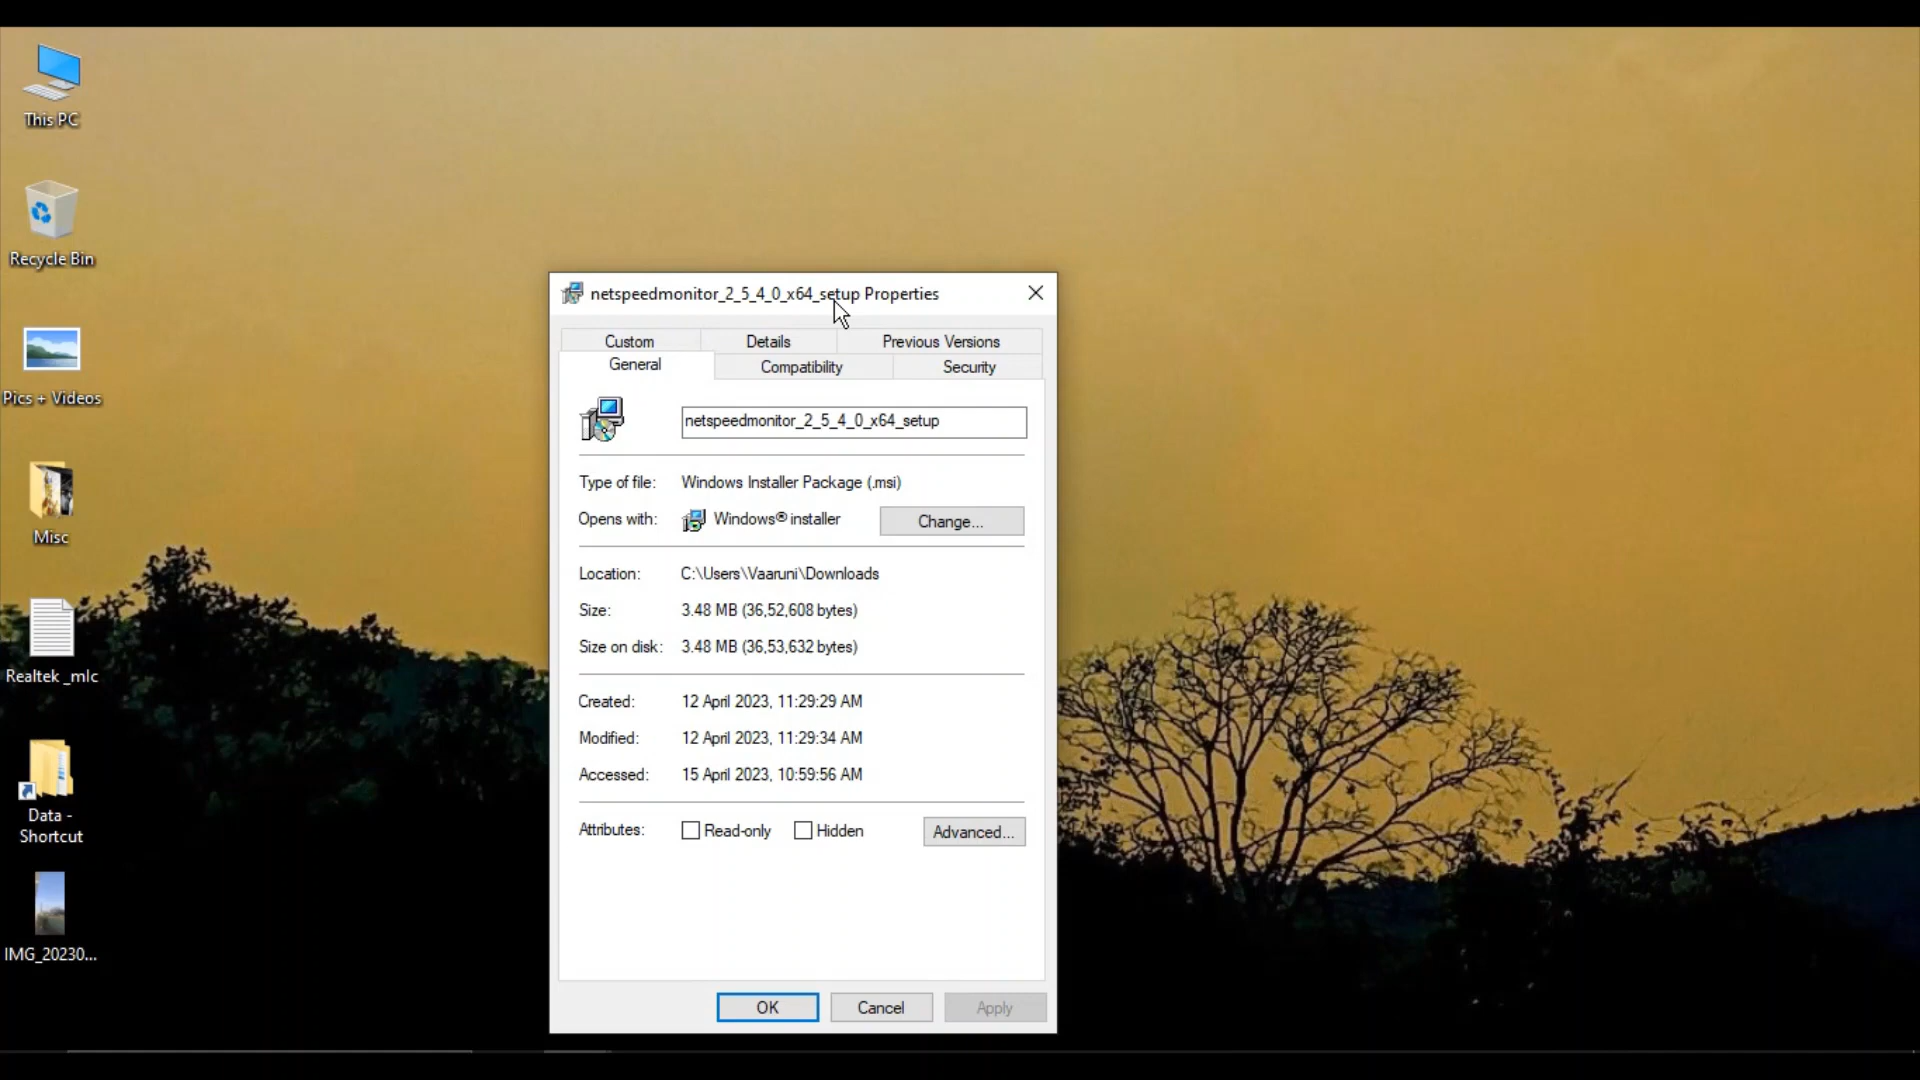 This PC
Recycle Bin
Pics + Videos
Misc
Realtek _mlc
Data -
Shortcut
IMG_20230...
netspeedmonitor_2_5_4_0_x64_setup Properties
Custom
Details
Previous Versions
General
Compatibility
Security
netspeedmonitor_2_5_4_0_x64_setup
Type of file: Windows Installer Package (.msi)
Opens with: Windows® installer Change...
Location: C:\Users\Vaaruni\Downloads
Size: 3.48 MB (36,52,608 bytes)
Size on disk: 3.48 MB (36,53,632 bytes)
Created: 12 April 2023, 11:29:29 AM
Modified: 12 April 2023, 11:29:34 AM
Accessed: 15 April 2023, 10:59:56 AM
Attributes: Read-only Hidden Advanced...
OK Cancel Apply